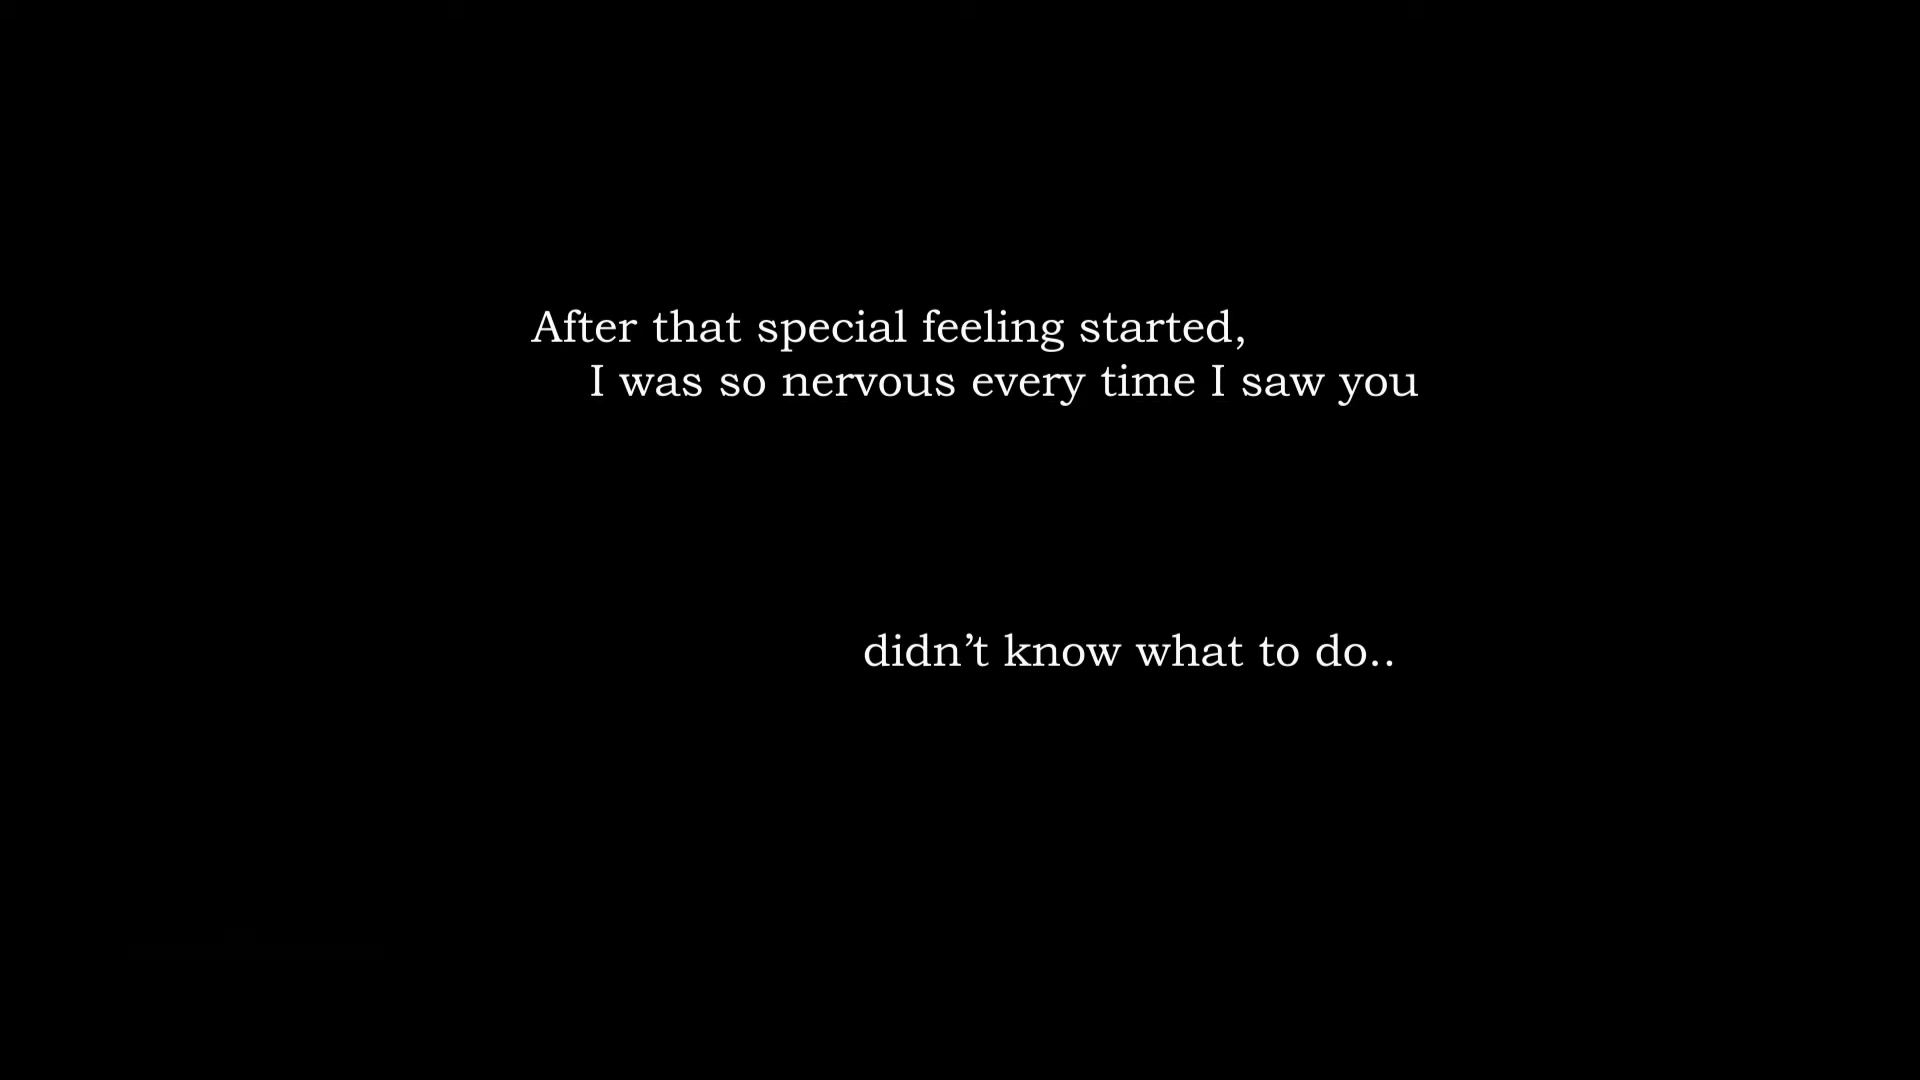 After that special feeling started,
I was so nervous every time I saw you
didn’t know what to do..